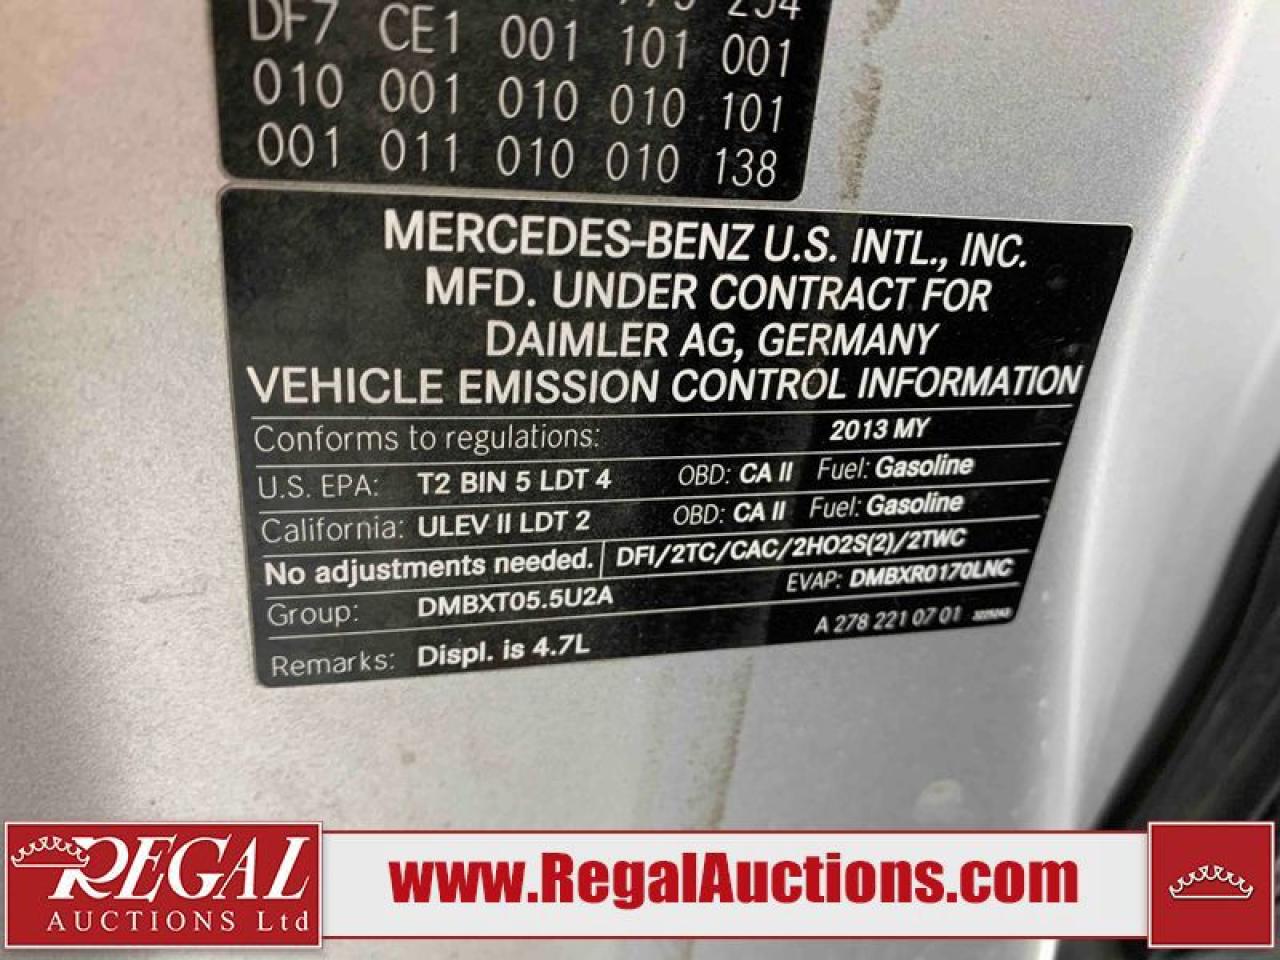 254
DF7 CE1 001 101 001
010 001 010 010 101
001 011 010 010 138
MERCEDES-BENZ U.S. INTL., INC.
MFD. UNDER CONTRACT FOR
DAIMLER AG, GERMANY
VEHICLE EMISSION CONTROL INFORMATION
Conforms to regulations: 2013 MY
U.S. EPA: T2 BIN 5 LDT 4 OBD: CA II Fuel: Gasoline
California: ULEV II LDT 2 OBD: CA II Fuel: Gasoline
No adjustments needed. DFI/2TC/CAC/2HO2S(2)/2TWC
Group: DMBXT05.5U2A EVAP: DMBXR0170LNC
Remarks: Displ. is 4.7L A 278 221 07 01
REGAL
AUCTIONS Ltd
www.RegalAuctions.com